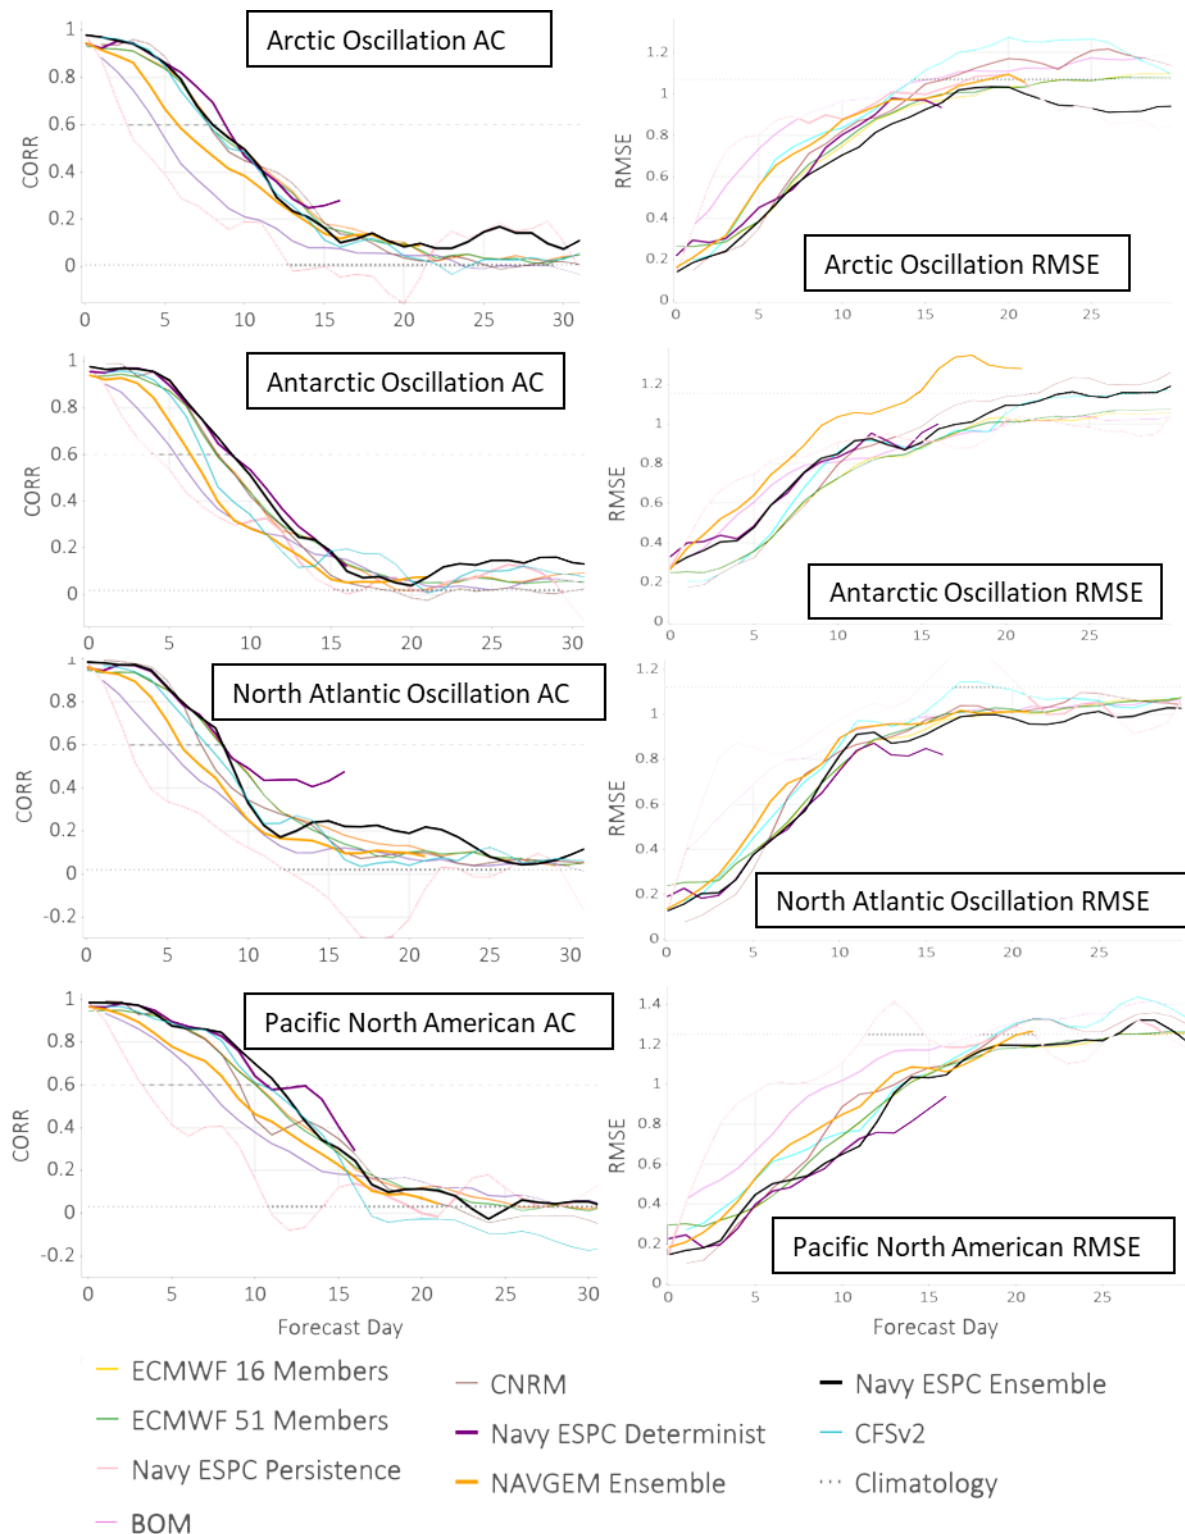 Arctic Oscillation AC
CORR
1
0.8
0.6
0.4
0.2
0
0 5 10 15 20 25 30
Arctic Oscillation RMSE
RMSE
1.2
1
0.8
0.6
0.4
0.2
0
0 5 10 15 20 25
Antarctic Oscillation AC
CORR
1
0.8
0.6
0.4
0.2
0
0 5 10 15 20 25 30
Antarctic Oscillation RMSE
RMSE
1.2
1
0.8
0.6
0.4
0.2
0
0 5 10 15 20 25
North Atlantic Oscillation AC
CORR
1
0.8
0.6
0.4
0.2
0
-0.2
0 5 10 15 20 25 30
North Atlantic Oscillation RMSE
RMSE
1.2
1
0.8
0.6
0.4
0.2
0
0 5 10 15 20 25
Pacific North American AC
CORR
1
0.8
0.6
0.4
0.2
0
-0.2
0 5 10 15 20 25 30
Forecast Day
Pacific North American RMSE
RMSE
1.4
1.2
1
0.8
0.6
0.4
0.2
0
0 5 10 15 20 25
Forecast Day
ECMWF 16 Members
ECMWF 51 Members
Navy ESPC Persistence
BOM
CNRM
Navy ESPC Determinist
NAVGEM Ensemble
Navy ESPC Ensemble
CFSv2
Climatology